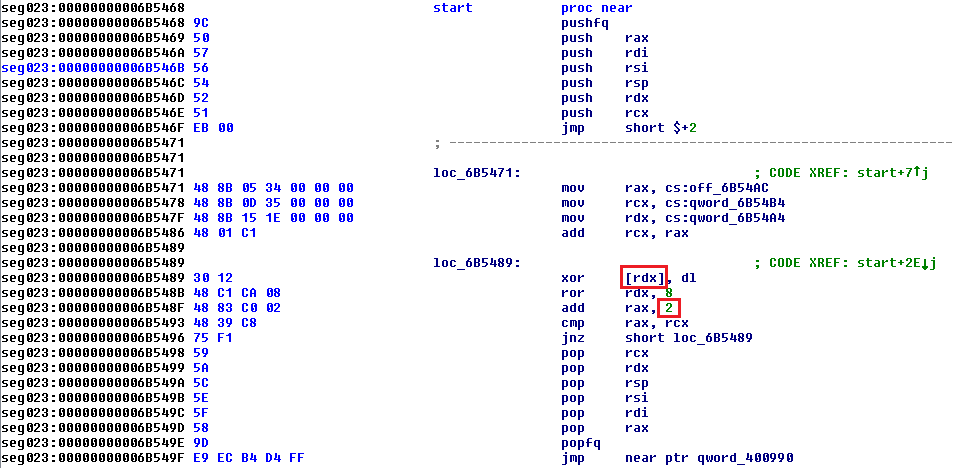 seg023:00000000006B5468 start proc near
seg023:00000000006B5468 9C pushfq
seg023:00000000006B5469 50 push rax
seg023:00000000006B546A 57 push rdi
seg023:00000000006B546B 56 push rsi
seg023:00000000006B546C 54 push rsp
seg023:00000000006B546D 52 push rdx
seg023:00000000006B546E 51 push rcx
seg023:00000000006B546F EB 00 jmp short $+2
seg023:00000000006B5471 ; ---------------------------------------------------------------
seg023:00000000006B5471
seg023:00000000006B5471 loc_6B5471: ; CODE XREF: start+7↑j
seg023:00000000006B5471 48 8B 05 34 00 00 00 mov rax, cs:off_6B54AC
seg023:00000000006B5478 48 8B 0D 35 00 00 00 mov rcx, cs:qword_6B54B4
seg023:00000000006B547F 48 8B 15 1E 00 00 00 mov rdx, cs:qword_6B54A4
seg023:00000000006B5486 48 01 C1 add rcx, rax
seg023:00000000006B5489
seg023:00000000006B5489 loc_6B5489: ; CODE XREF: start+2E↓j
seg023:00000000006B5489 30 12 xor [rdx], dl
seg023:00000000006B548B 48 C1 CA 08 ror rdx, 8
seg023:00000000006B548F 48 83 C0 02 add rax, 2
seg023:00000000006B5493 48 39 C8 cmp rax, rcx
seg023:00000000006B5496 75 F1 jnz short loc_6B5489
seg023:00000000006B5498 59 pop rcx
seg023:00000000006B5499 5A pop rdx
seg023:00000000006B549A 5C pop rsp
seg023:00000000006B549B 5E pop rsi
seg023:00000000006B549C 5F pop rdi
seg023:00000000006B549D 58 pop rax
seg023:00000000006B549E 9D popfq
seg023:00000000006B549F E9 EC B4 D4 FF jmp near ptr qword_400990